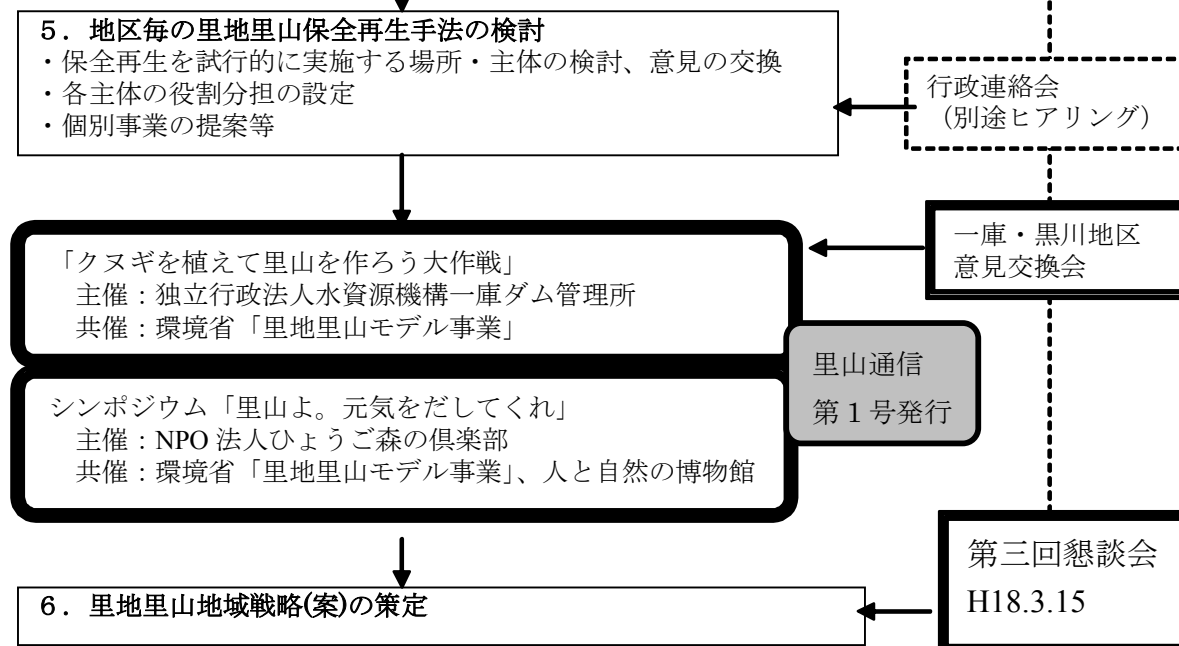 ５．地区毎の里地里山保全再生手法の検討
・保全再生を試行的に実施する場所・主体の検討、意見の交換
・各主体の役割分担の設定
・個別事業の提案等
行政連絡会
（別途ヒアリング）
「クヌギを植えて里山を作ろう大作戦」
主催：独立行政法人水資源機構一庫ダム管理所
共催：環境省「里地里山モデル事業」
一庫・黒川地区
意見交換会
里山通信
第１号発行
シンポジウム「里山よ。元気をだしてくれ」
主催：NPO 法人ひょうご森の倶楽部
共催：環境省「里地里山モデル事業」、人と自然の博物館
第三回懇談会
H18.3.15
６．里地里山地域戦略(案)の策定